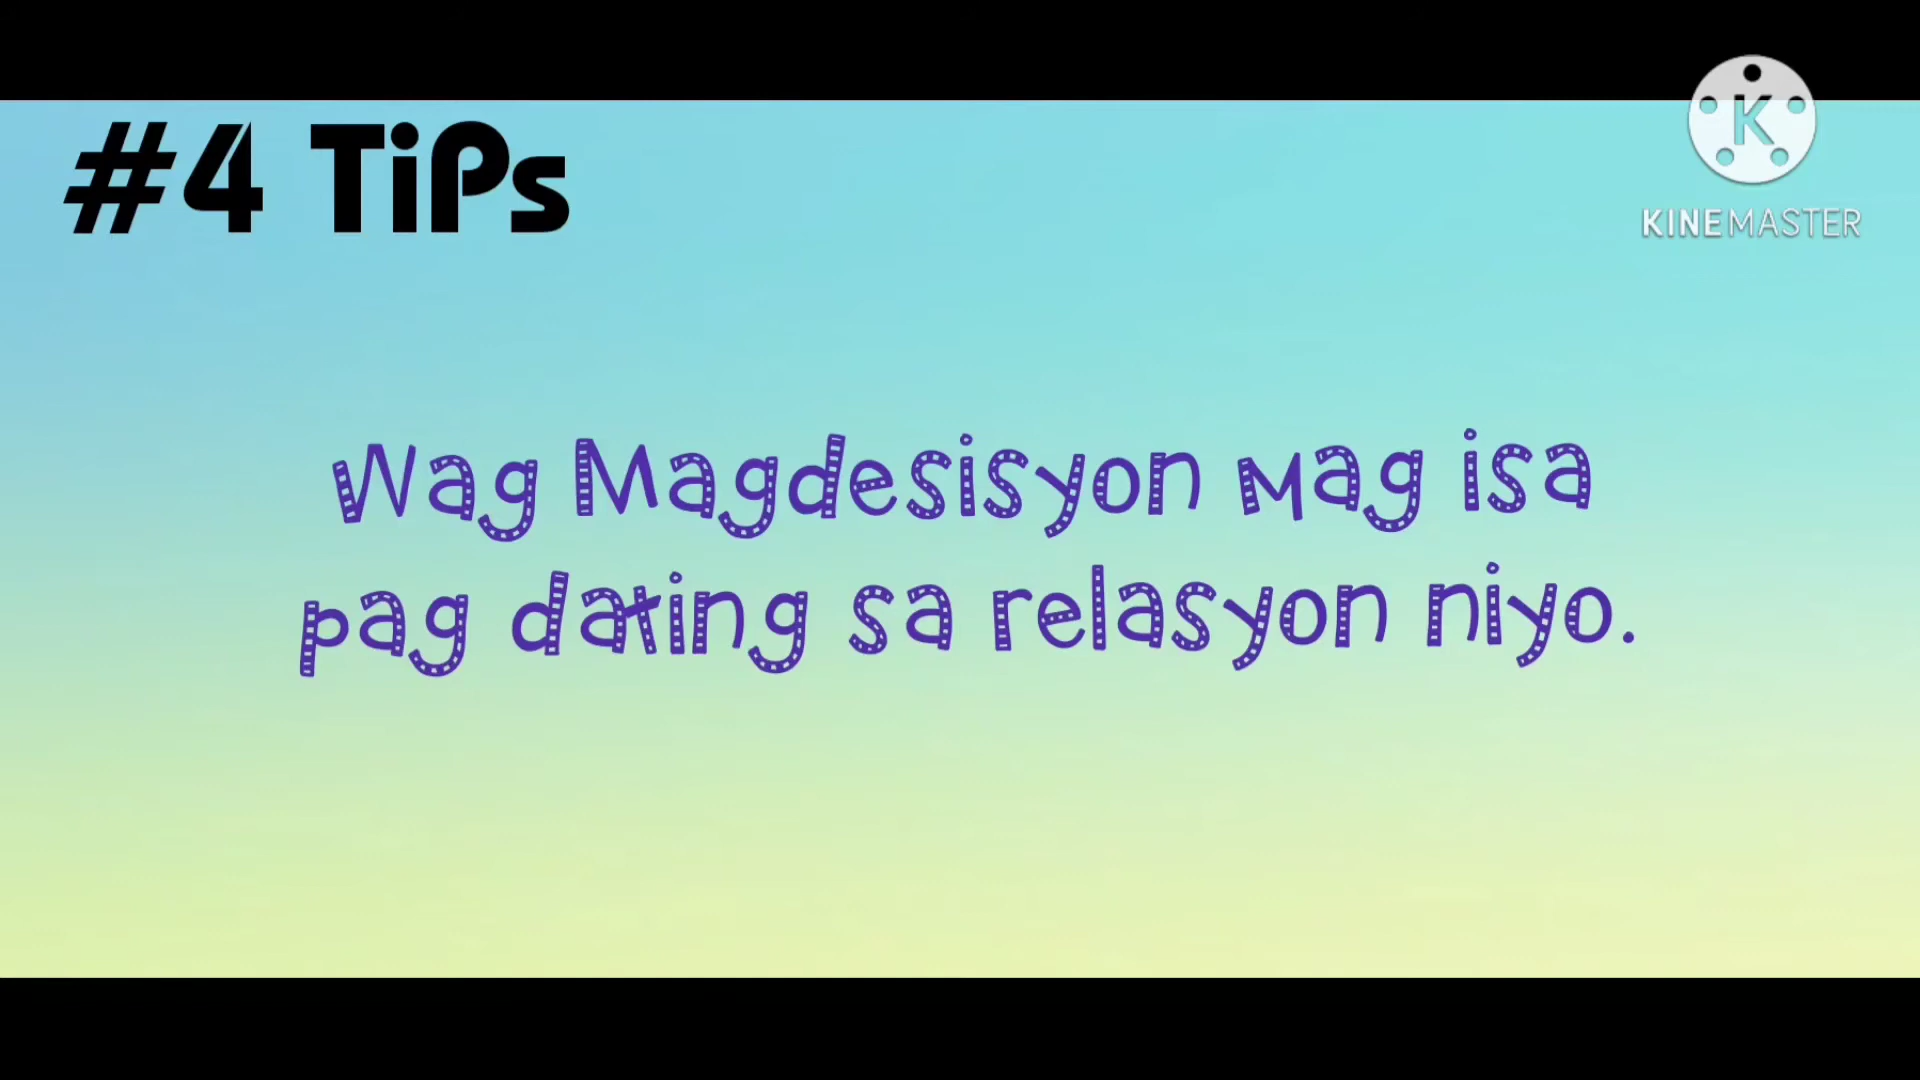 #4 TiPs
K
KINEMASTER
Wag Magdesisyon Mag isa
pag dating sa relasyon niyo.